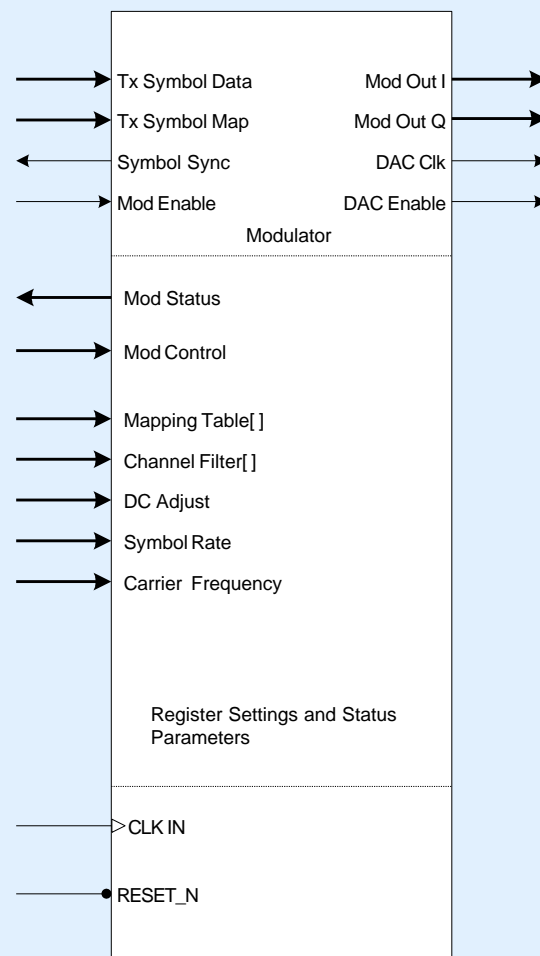 Tx Symbol Data Mod Out I
Tx Symbol Map Mod Out Q
Symbol Sync DAC Clk
Mod Enable DAC Enable
Modulator
Mod Status
Mod Control
Mapping Table[ ]
Channel Filter[ ]
DC Adjust
Symbol Rate
Carrier Frequency
Register Settings and Status
Parameters
CLK IN
RESET_N